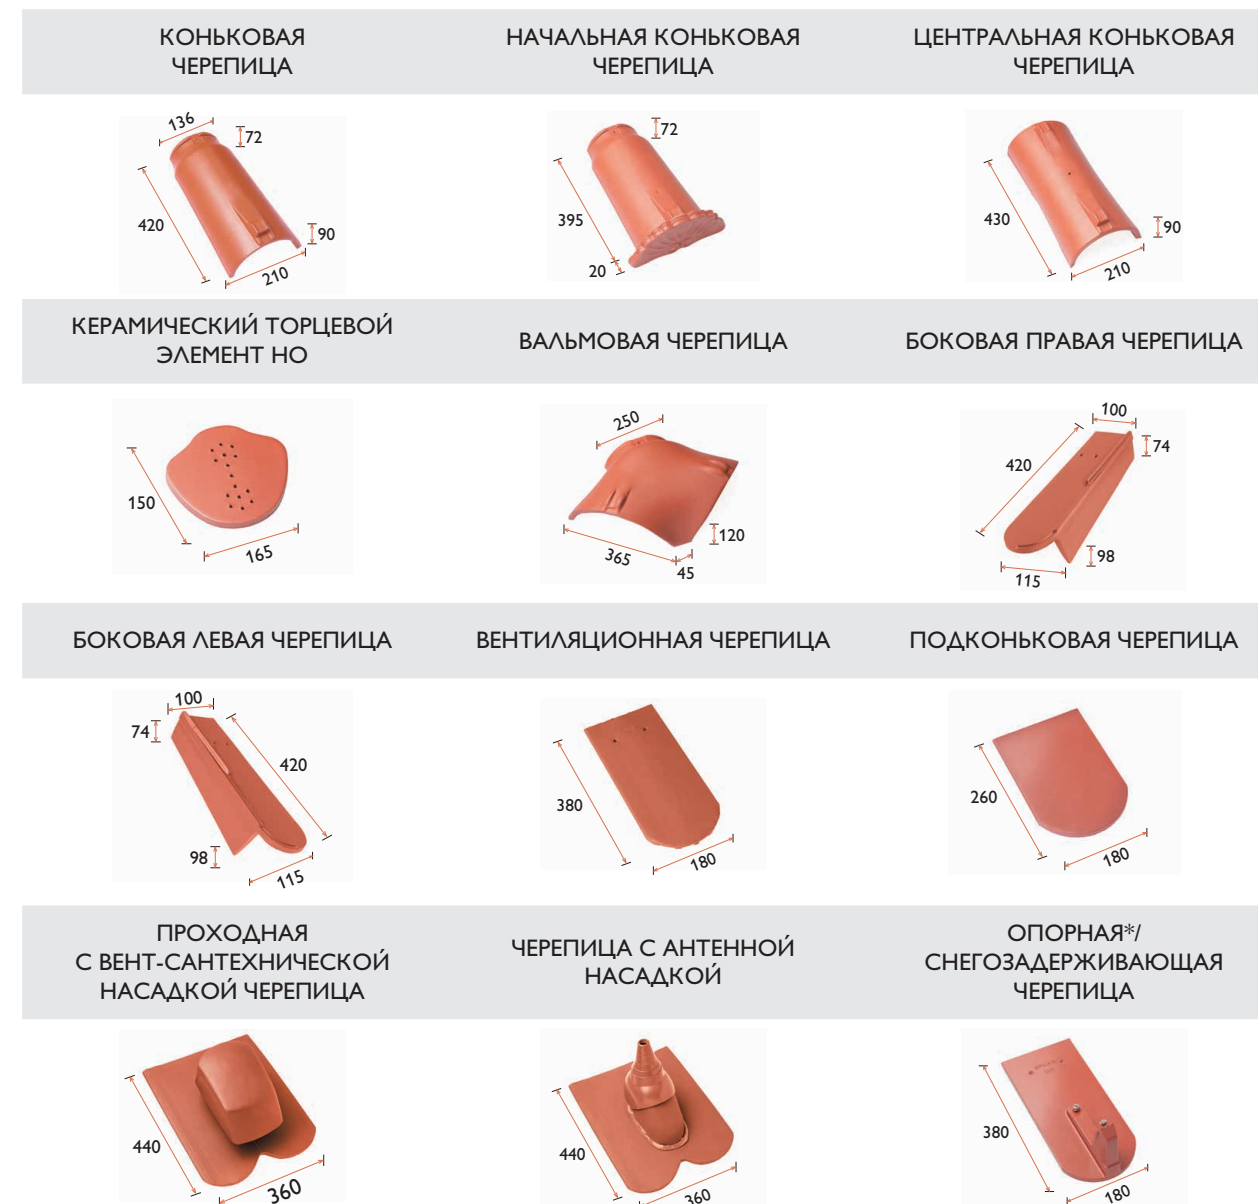 КОНЬКОВАЯ
ЧЕРЕПИЦА
НАЧАЛЬНАЯ КОНЬКОВАЯ
ЧЕРЕПИЦА
ЦЕНТРАЛЬНАЯ КОНЬКОВАЯ
ЧЕРЕПИЦА
136
72
420
90
210
72
395
20
430
90
210
КЕРАМИЧЕСКИЙ ТОРЦЕВОЙ
ЭЛЕМЕНТ HO
ВАЛЬМОВАЯ ЧЕРЕПИЦА
БОКОВАЯ ПРАВАЯ ЧЕРЕПИЦА
150
165
250
120
365
45
100
74
420
98
115
БОКОВАЯ ЛЕВАЯ ЧЕРЕПИЦА
ВЕНТИЛЯЦИОННАЯ ЧЕРЕПИЦА
ПОДКОНЬКОВАЯ ЧЕРЕПИЦА
100
74
420
98
115
380
180
260
180
ПРОХОДНАЯ
С ВЕНТ-САНТЕХНИЧЕСКОЙ
НАСАДКОЙ ЧЕРЕПИЦА
ЧЕРЕПИЦА С АНТЕННОЙ
НАСАДКОЙ
ОПОРНАЯ*/
СНЕГОЗАДЕРЖИВАЮЩАЯ
ЧЕРЕПИЦА
440
360
440
360
380
180